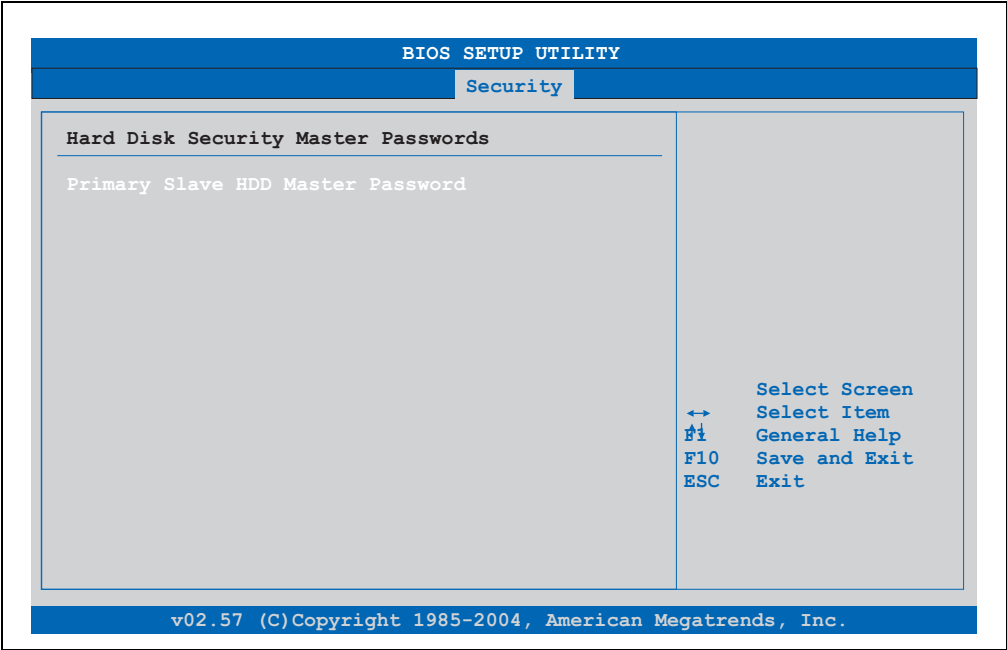 BIOS SETUP UTILITY
Security
Hard Disk Security Master Passwords
Primary Slave HDD Master Password
Select Screen
↔ Select Item
F1 General Help
F10 Save and Exit
ESC Exit
v02.57 (C)Copyright 1985-2004, American Megatrends, Inc.